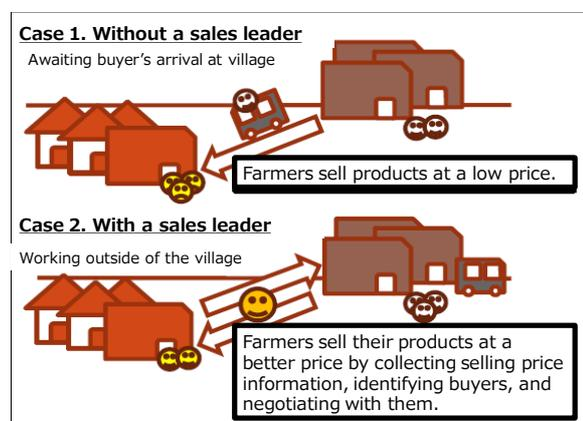 Case 1. Without a sales leader
Awaiting buyer's arrival at village
Farmers sell products at a low price.
Case 2. With a sales leader
Working outside of the village
Farmers sell their products at a
better price by collecting selling price
information, identifying buyers, and
negotiating with them.